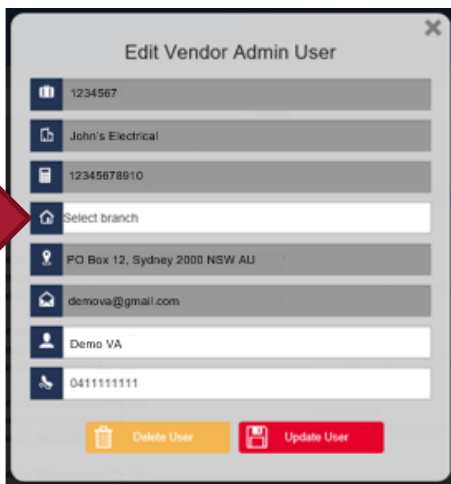 Edit Vendor Admin User
1234567
John's Electrical
12345678910
Select branch
PO Box 12, Sydney 2000 NSW AU
demova@gmail.com
Demo VA
0411111111
Delete User
Update User